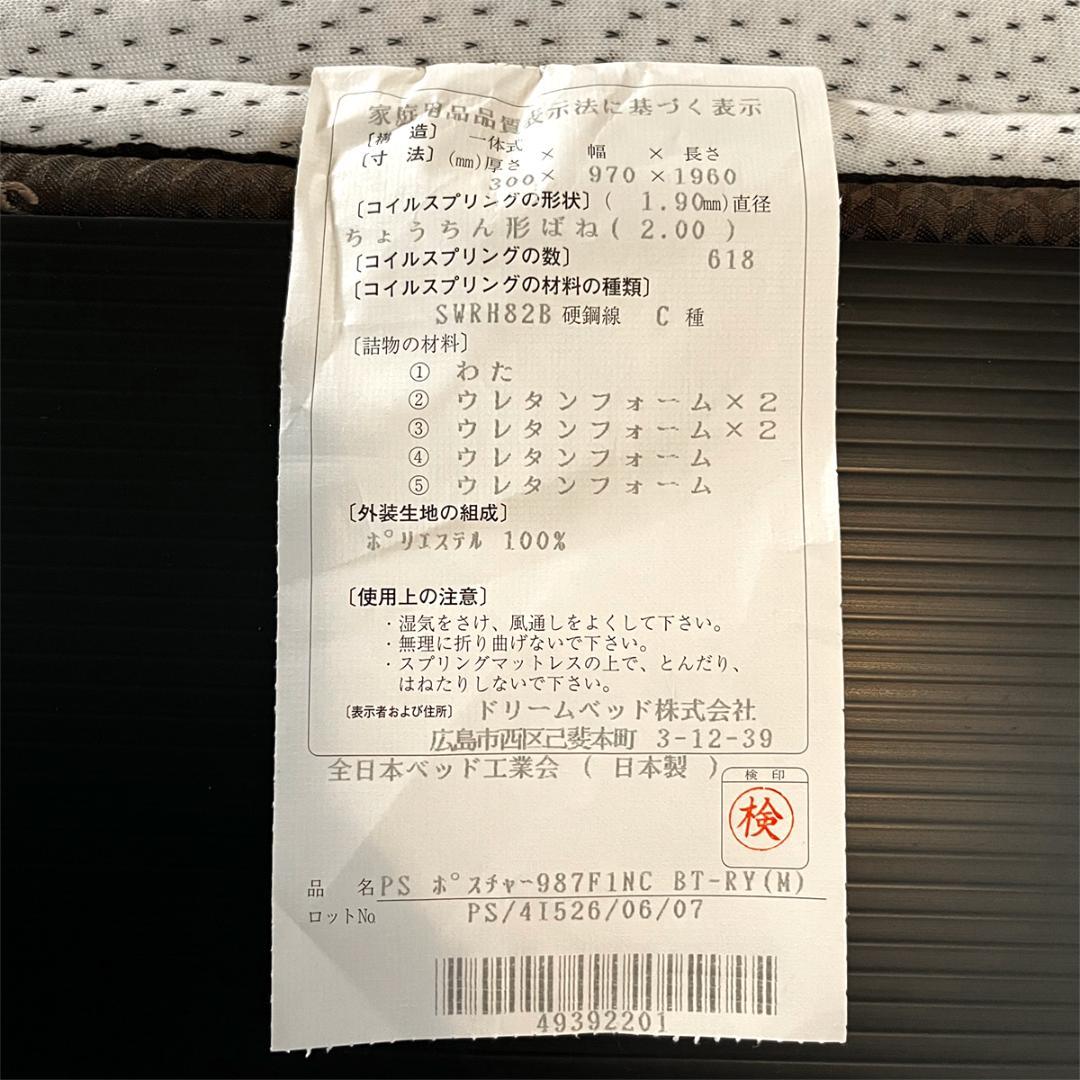 家庭用品品質表示法に基づく表示
〔構 造〕 一体式
〔寸 法〕(mm)厚さ × 幅 × 長さ
300× 970 ×1960
〔コイルスプリングの形状〕( 1.90mm)直径
ちょうちん形ばね( 2.00 )
〔コイルスプリングの数〕 618
〔コイルスプリングの材料の種類〕
SWRH82B 硬鋼線 C 種
〔詰物の材料〕
① わた
② ウレタンフォーム×2
③ ウレタンフォーム×2
④ ウレタンフォーム
⑤ ウレタンフォーム
〔外装生地の組成〕
ポリエステル 100%
〔使用上の注意〕
・湿気をさけ、風通しをよくして下さい。
・無理に折り曲げないで下さい。
・スプリングマットレスの上で、とんだり、
はねたりしないで下さい。
〔表示者および住所〕 ドリームベッド株式会社
広島市西区己斐本町 3-12-39
全日本ベッド工業会 ( 日本製 )
検 印
検
品 名 PS ポスチャー987F1NC BT-RY(M)
ロットNo. PS/41526/06/07
49392201